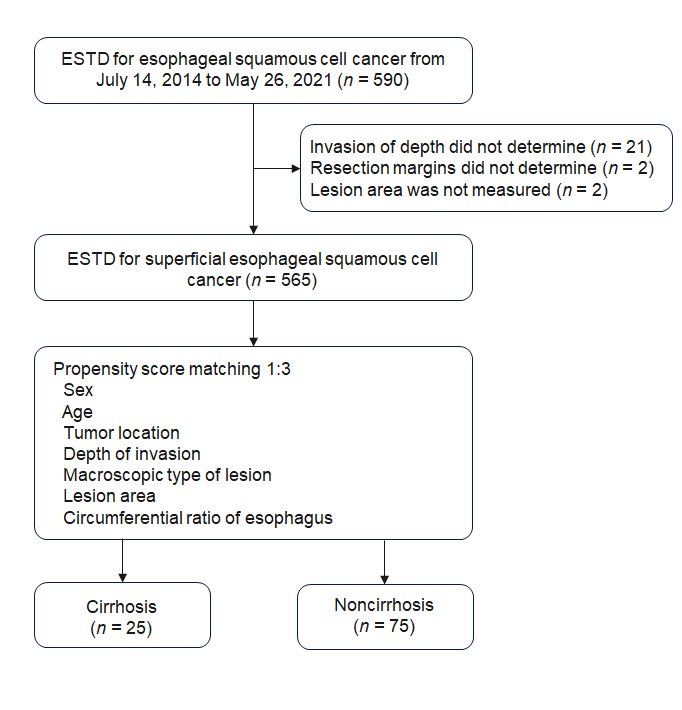 ESTD for esophageal squamous cell cancer from
July 14, 2014 to May 26, 2021 (n = 590)
Invasion of depth did not determine (n = 21)
Resection margins did not determine (n = 2)
Lesion area was not measured (n = 2)
ESTD for superficial esophageal squamous cell
cancer (n = 565)
Propensity score matching 1:3
Sex
Age
Tumor location
Depth of invasion
Macroscopic type of lesion
Lesion area
Circumferential ratio of esophagus
Cirrhosis
(n = 25)
Noncirrhosis
(n = 75)